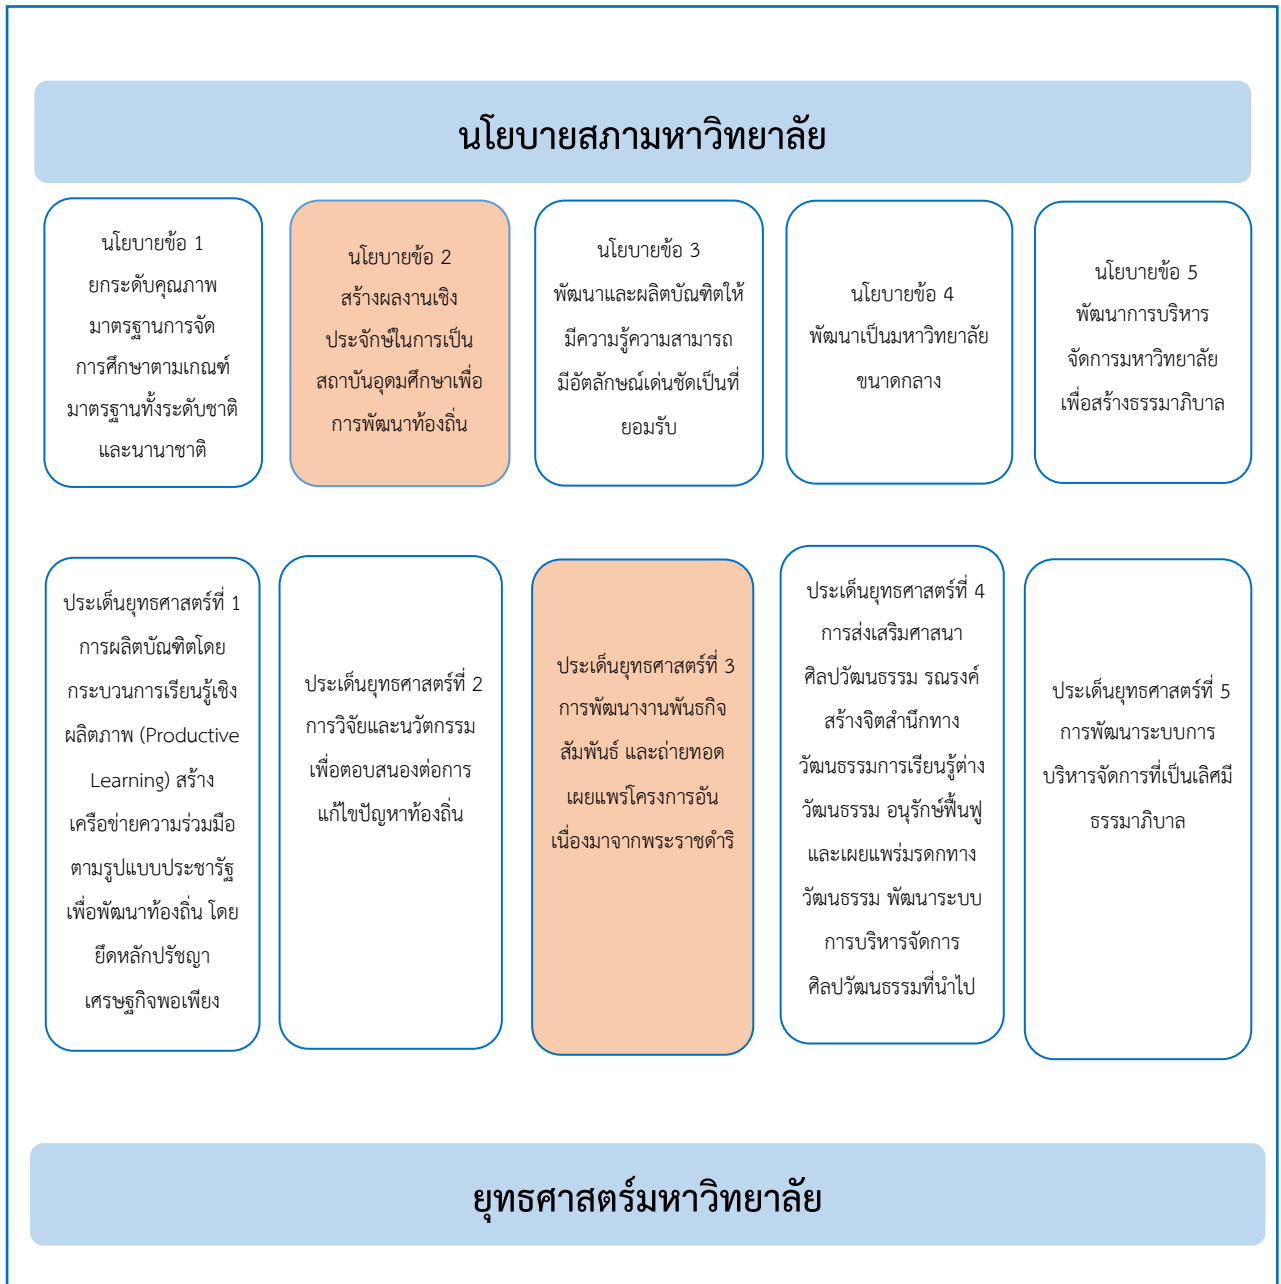 นโยบายสภามหาวิทยาลัย
นโยบายข้อ 1
ยกระดับคุณภาพ
มาตรฐานการจัด
การศึกษาตามเกณฑ์
มาตรฐานทั้งระดับชาติ
และนานาชาติ
นโยบายข้อ 2
สร้างผลงานเชิง
ประจักษ์ในการเป็น
สถาบันอุดมศึกษาเพื่อ
การพัฒนาท้องถิ่น
นโยบายข้อ 3
พัฒนาและผลิตบัณฑิตให้
มีความรู้ความสามารถ
มีอัตลักษณ์เด่นชัดเป็นที่
ยอมรับ
นโยบายข้อ 4
พัฒนาเป็นมหาวิทยาลัย
ขนาดกลาง
นโยบายข้อ 5
พัฒนาการบริหาร
จัดการมหาวิทยาลัย
เพื่อสร้างธรรมาภิบาล
ประเด็นยุทธศาสตร์ที่ 1
การผลิตบัณฑิตโดย
กระบวนการเรียนรู้เชิง
ผลิตภาพ (Productive
Learning) สร้าง
เครือข่ายความร่วมมือ
ตามรูปแบบประชารัฐ
เพื่อพัฒนาท้องถิ่น โดย
ยึดหลักปรัชญา
เศรษฐกิจพอเพียง
ประเด็นยุทธศาสตร์ที่ 2
การวิจัยและนวัตกรรม
เพื่อตอบสนองต่อการ
แก้ไขปัญหาท้องถิ่น
ประเด็นยุทธศาสตร์ที่ 3
การพัฒนางานพันธกิจ
สัมพันธ์ และถ่ายทอด
เผยแพร่โครงการอัน
เนื่องมาจากพระราชดำริ
ประเด็นยุทธศาสตร์ที่ 4
การส่งเสริมศาสนา
ศิลปวัฒนธรรม รณรงค์
สร้างจิตสำนึกทาง
วัฒนธรรมการเรียนรู้ต่าง
วัฒนธรรม อนุรักษ์ฟื้นฟู
และเผยแพร่มรดกทาง
วัฒนธรรม พัฒนาระบบ
การบริหารจัดการ
ศิลปวัฒนธรรมที่นำไป
ประเด็นยุทธศาสตร์ที่ 5
การพัฒนาระบบการ
บริหารจัดการที่เป็นเลิศมี
ธรรมาภิบาล
ยุทธศาสตร์มหาวิทยาลัย